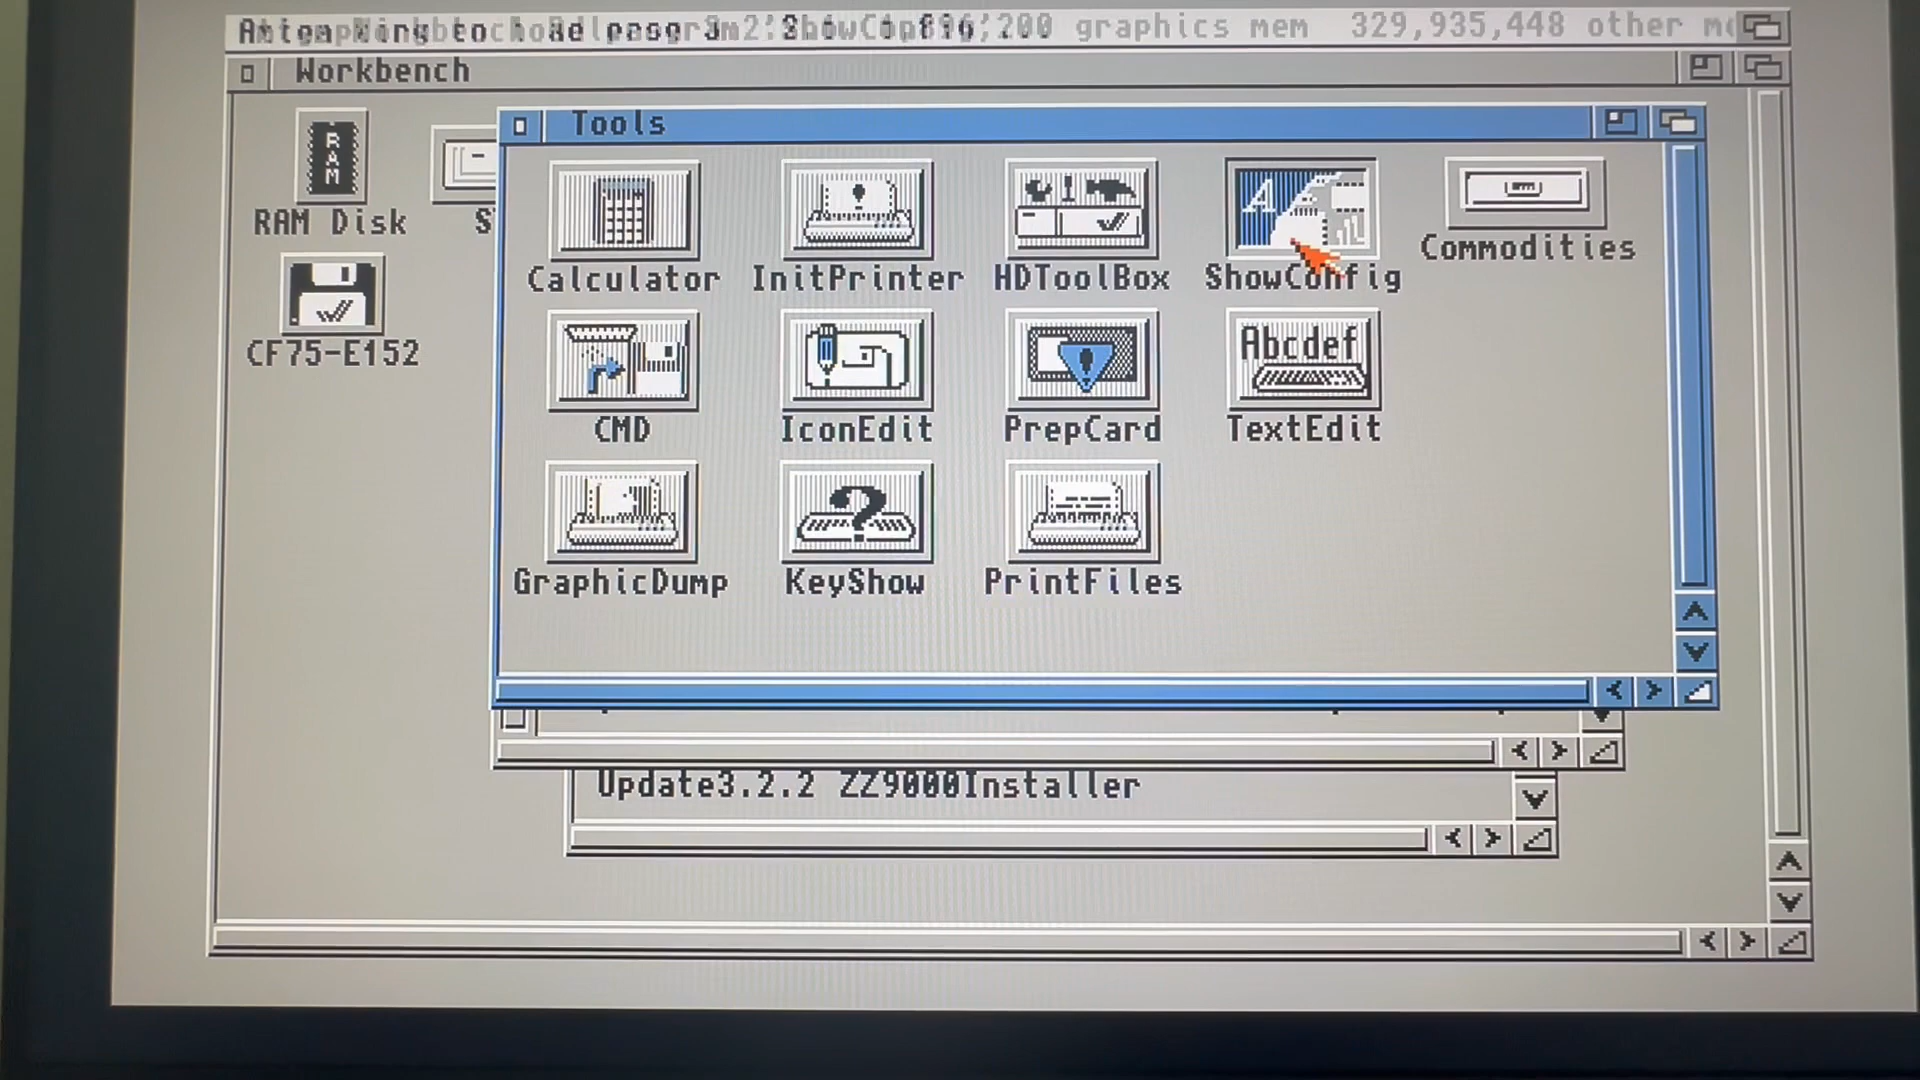 graphics mem 329,935,448 other
Workbench
Tools
RAM
RAM Disk
S
Calculator
InitPrinter
HDToolBox
ShowConfig
Commodities
CF75-E152
Abcdef
CMD
IconEdit
PrepCard
TextEdit
GraphicDump
KeyShow
PrintFiles
Update3.2.2 ZZ9000Installer